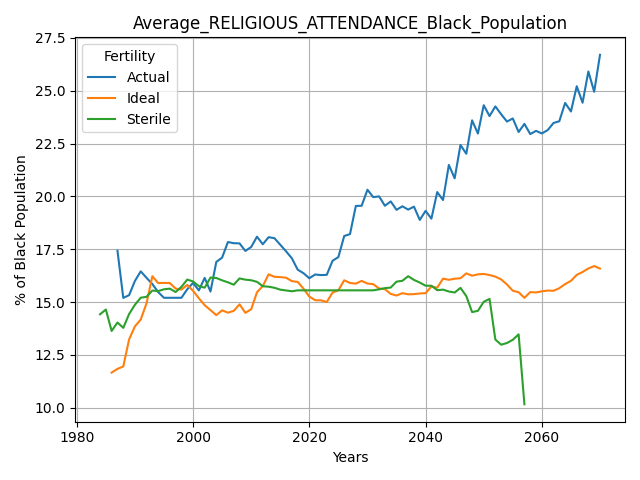 Average_RELIGIOUS_ATTENDANCE_Black_Population
% of Black Population
27.5
25.0
22.5
20.0
17.5
15.0
12.5
10.0
Fertility
Actual
Ideal
Sterile
1980 2000 2020 2040 2060
Years